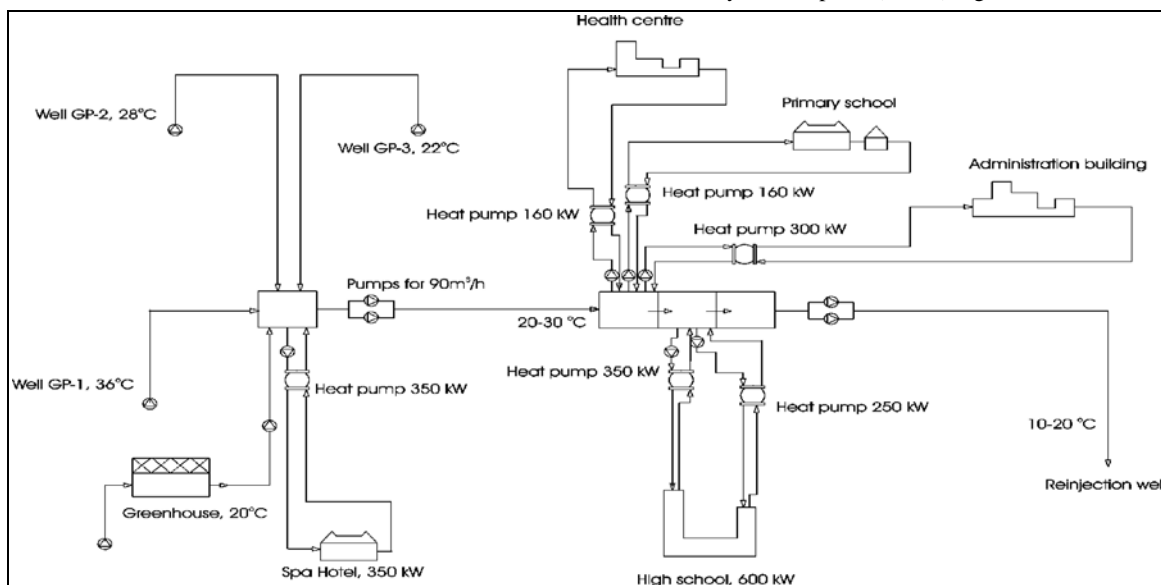 Health centre
Primary school
Well GP-2, 28°C
Well GP-3, 22°C
Administration building
Heat pump 160 kW
Heat pump 160 kW
Heat pump 300 kW
Pumps for 90m³/h
20-30 °C
Well GP-1, 36°C
Heat pump 350 kW
Heat pump 350 kW
Heat pump 250 kW
10-20 °C
Greenhouse, 20°C
Reinjection well
Spa Hotel, 350 kW
High school, 600 kW